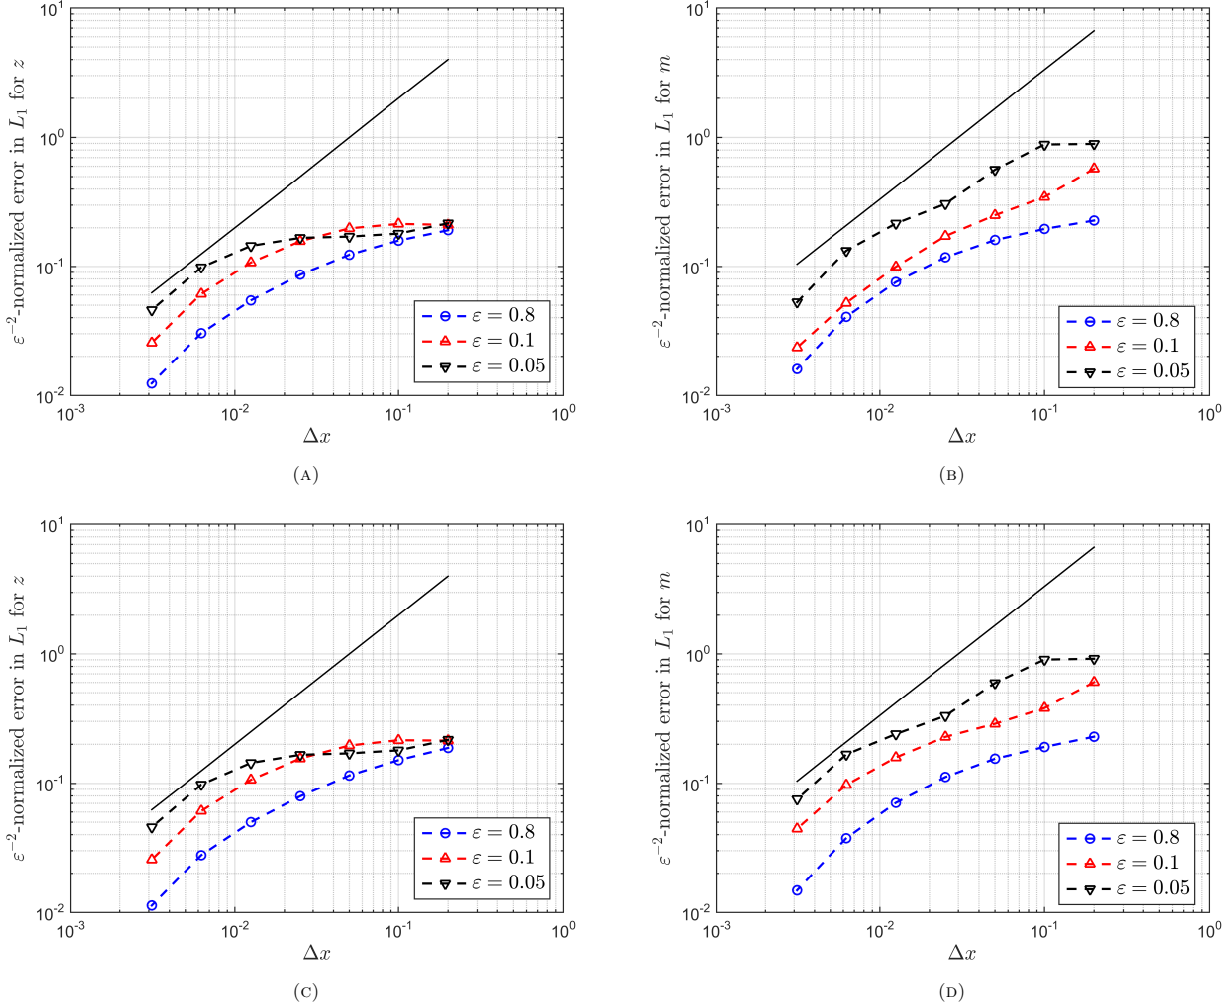 10^1
10^0
10^{-1}
10^{-2}
ε^{-2}-normalized error in L_1 for z
ε = 0.8
ε = 0.1
ε = 0.05
10^{-3} 10^{-2} 10^{-1} 10^0
Δx
(A)
10^1
10^0
10^{-1}
10^{-2}
ε^{-2}-normalized error in L_1 for m
ε = 0.8
ε = 0.1
ε = 0.05
10^{-3} 10^{-2} 10^{-1} 10^0
Δx
(B)
10^1
10^0
10^{-1}
10^{-2}
ε^{-2}-normalized error in L_1 for z
ε = 0.8
ε = 0.1
ε = 0.05
10^{-3} 10^{-2} 10^{-1} 10^0
Δx
(C)
10^1
10^0
10^{-1}
10^{-2}
ε^{-2}-normalized error in L_1 for m
ε = 0.8
ε = 0.1
ε = 0.05
10^{-3} 10^{-2} 10^{-1} 10^0
Δx
(D)